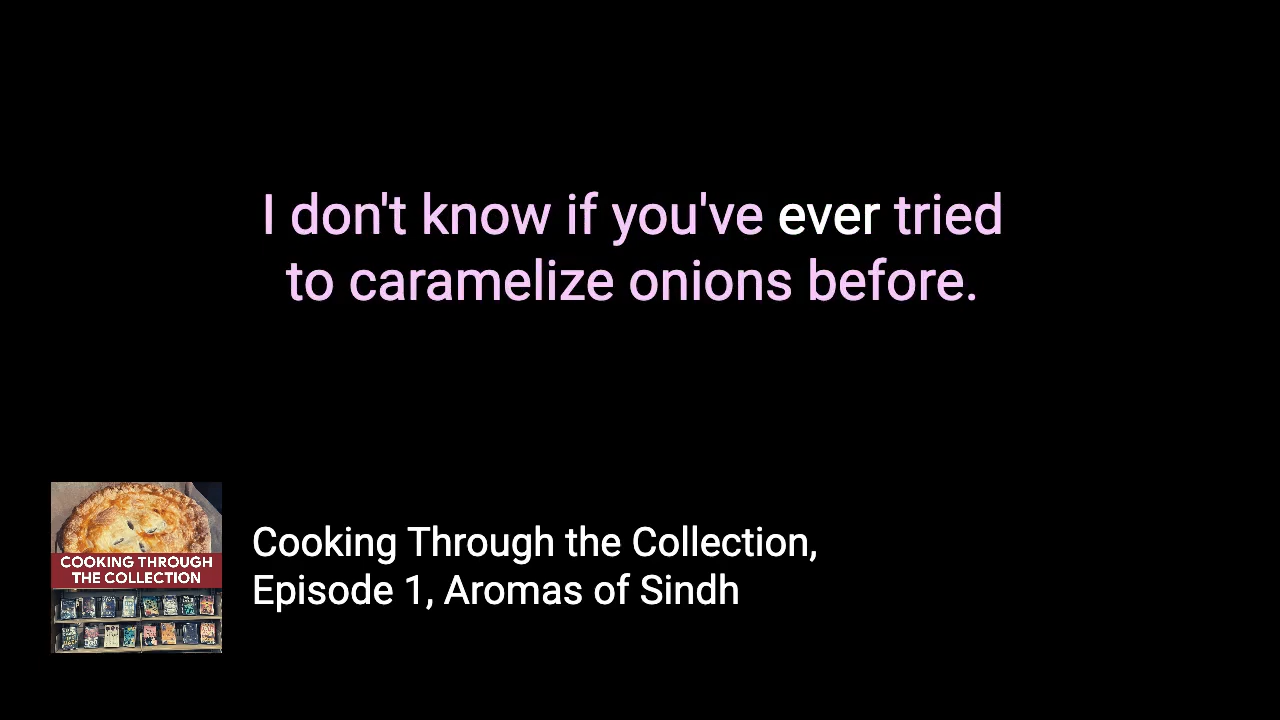 I don't know if you've ever tried
to caramelize onions before.
COOKING THROUGH
THE COLLECTION
Cooking Through the Collection,
Episode 1, Aromas of Sindh